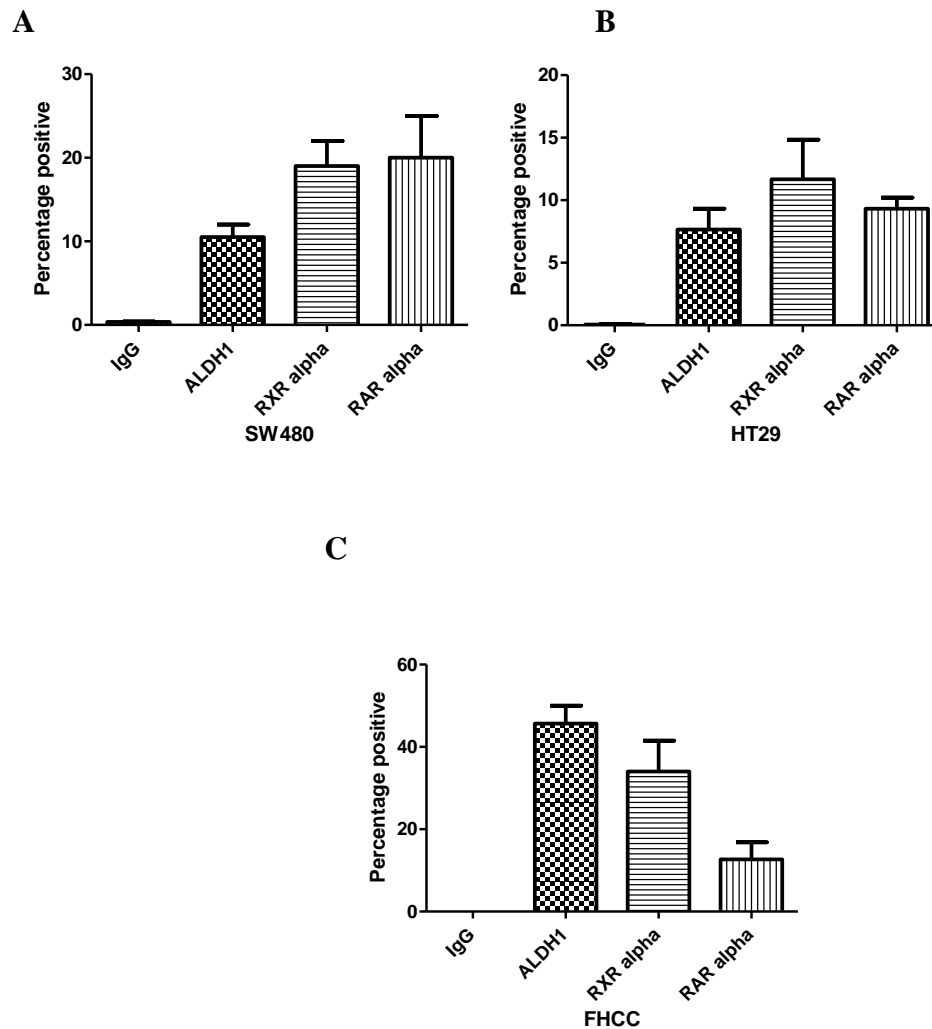 A
B
30
20
10
0
Percentage positive
IgG
ALDH1
RXR alpha
RAR alpha
SW480
20
15
10
5
0
Percentage positive
IgG
ALDH1
RXR alpha
RAR alpha
HT29
C
60
40
20
0
Percentage positive
IgG
ALDH1
RXR alpha
RAR alpha
FHCC